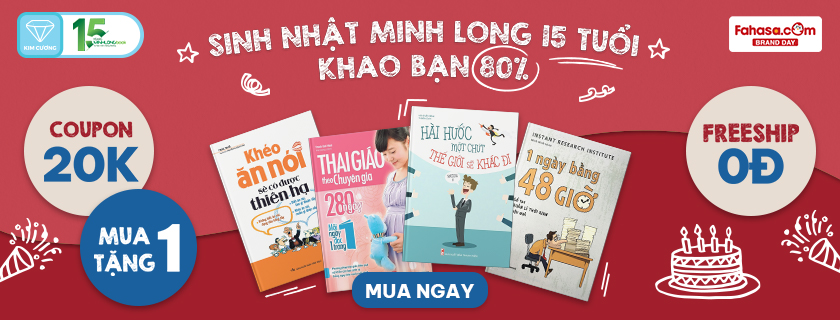 KIM CƯƠNG
15
MINHLONGBOOK
SINH NHẬT MINH LONG 15 TUỔI
KHAO BẠN 80%
Fahasa.com
BRAND DAY
COUPON
20K
MUA
TẶNG 1
FREESHIP
0Đ
Khéo
ăn nói
sẽ có được
thiên hạ
THAI GIÁO
theo Chuyên gia
280 ngày
Mỗi
ngày
đọc
1 trang
HÀI HƯỚC
MỘT CHÚT
THẾ GIỚI SẼ KHÁC ĐI
INSTANT RESEARCH INSTITUTE
1 ngày bằng
48 GIỜ
MUA NGAY